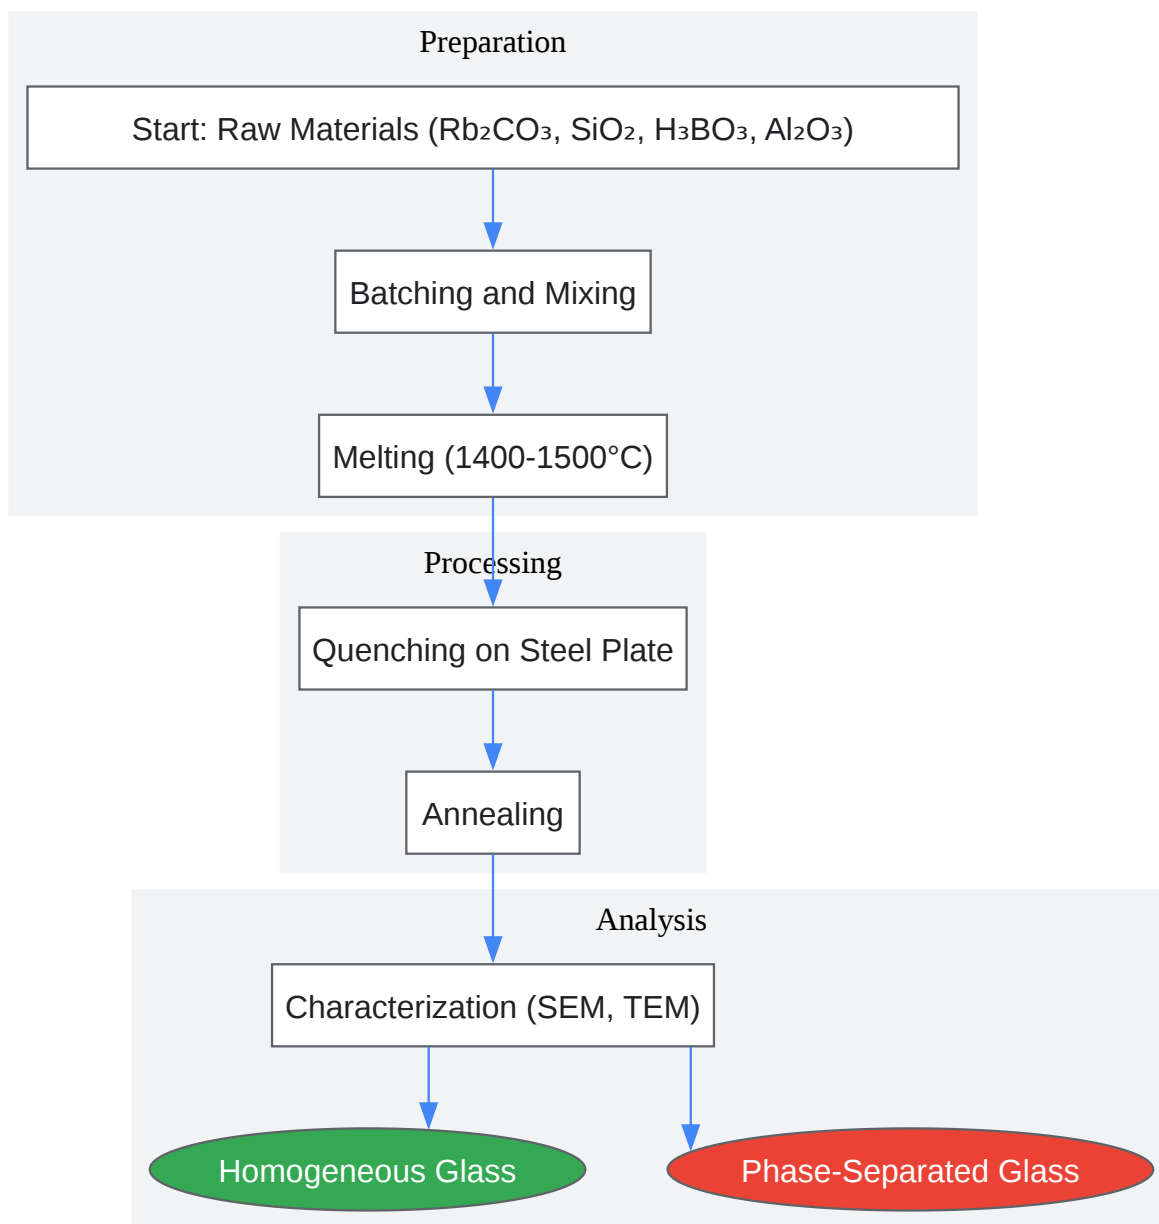 Preparation
Start: Raw Materials (Rb₂CO₃, SiO₂, H₃BO₃, Al₂O₃)
Batching and Mixing
Melting (1400-1500°C)
Processing
Quenching on Steel Plate
Annealing
Analysis
Characterization (SEM, TEM)
Homogeneous Glass
Phase-Separated Glass